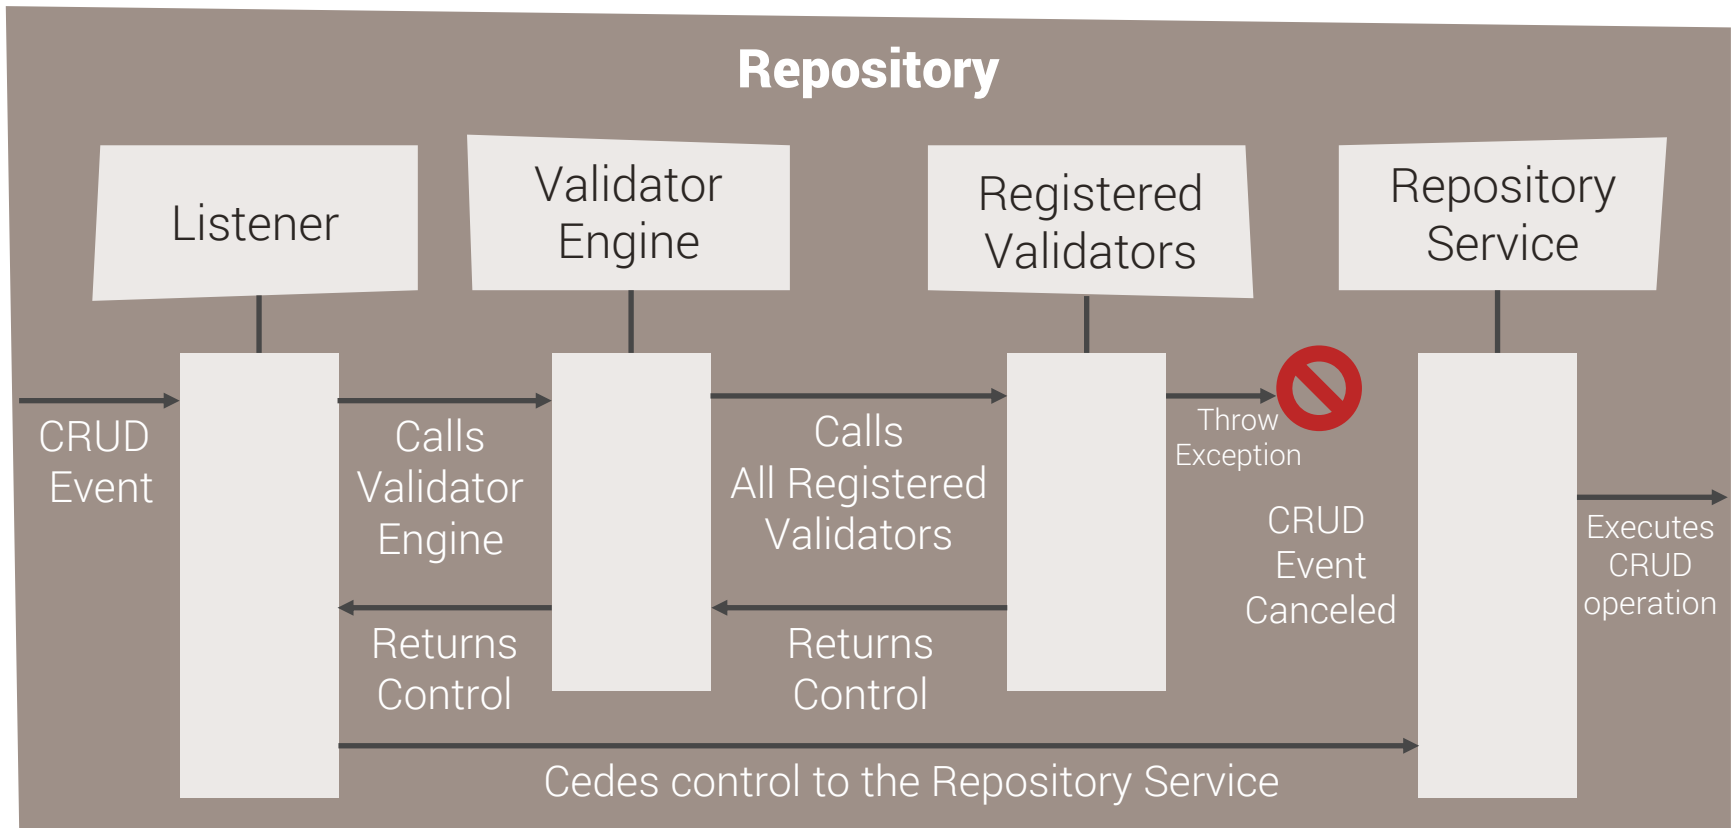 Repository
Listener
Validator
Engine
Registered
Validators
Repository
Service
CRUD
Event
Calls
Validator
Engine
Calls
All Registered
Validators
Throw
Exception
CRUD
Event
Canceled
Executes
CRUD
operation
Returns
Control
Returns
Control
Cedes control to the Repository Service